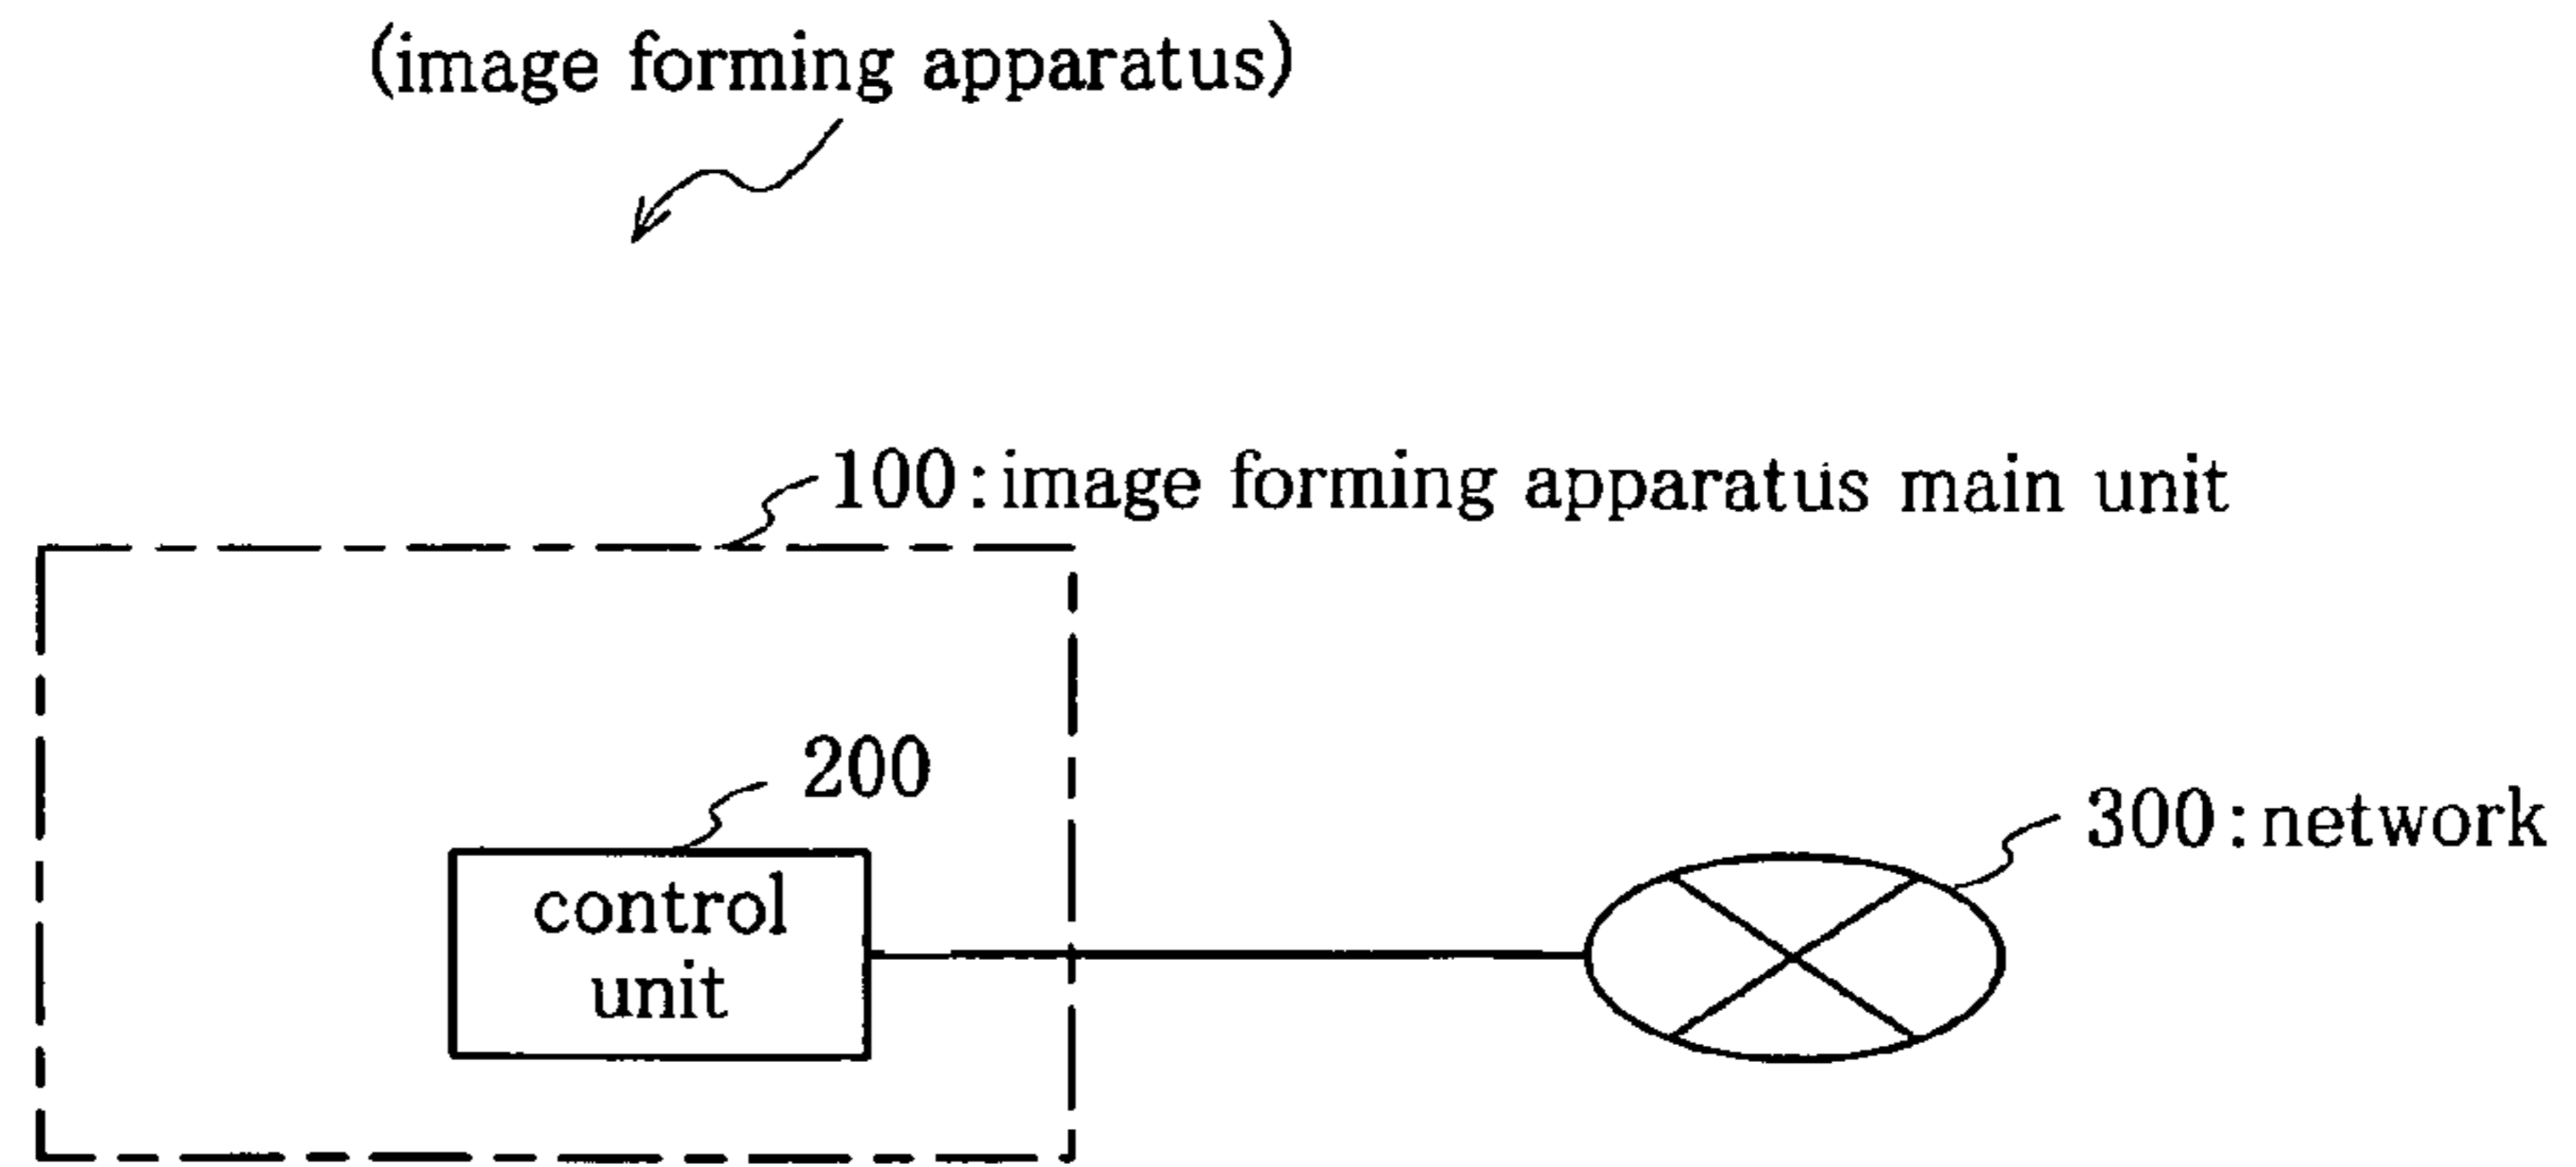 (image forming apparatus)
100:image forming apparatus main unit
200
300:network
control
unit